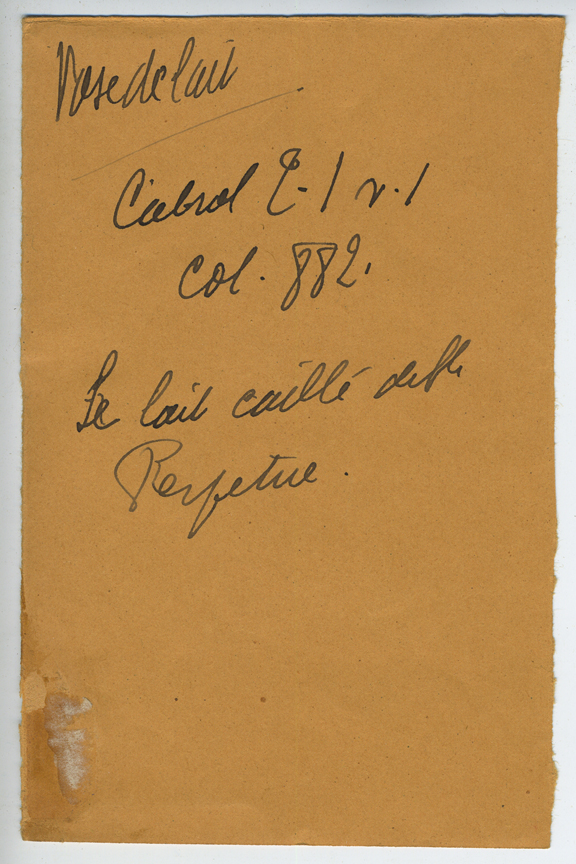 Vase de lait
Cabrol T-1 v.1
Col. 882.
Le lait caillé de Ste
Perpetue.